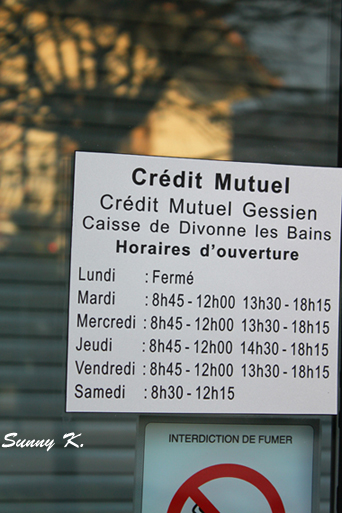 Crédit Mutuel
Crédit Mutuel Gessien
Caisse de Divonne les Bains
Horaires d'ouverture
Lundi : Fermé
Mardi : 8h45 - 12h00 13h30 - 18h15
Mercredi : 8h45 - 12h00 13h30 - 18h15
Jeudi : 8h45 - 12h00 14h30 - 18h15
Vendredi : 8h45 - 12h00 13h30 - 18h15
Samedi : 8h30 - 12h15
Sunny K.
INTERDICTION DE FUMER